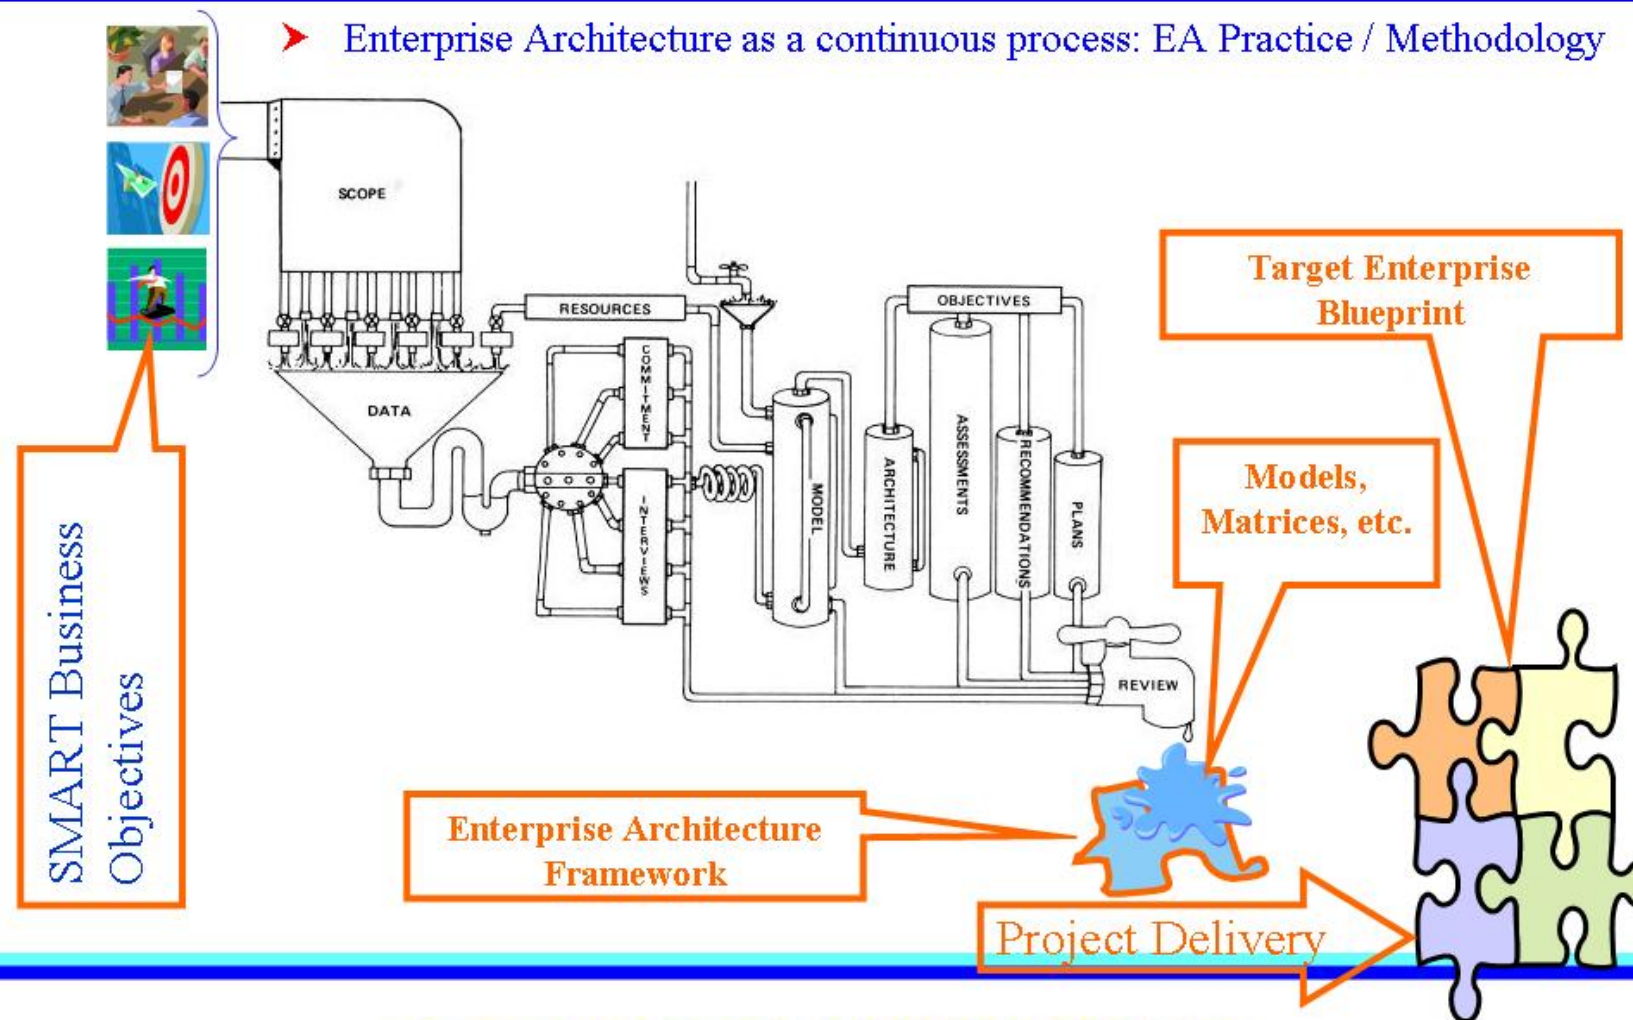 Enterprise Architecture as a continuous process: EA Practice / Methodology
SCOPE
RESOURCES
OBJECTIVES
Target Enterprise
Blueprint
DATA
COMMITMENT
INTERVIEWS
MODEL
ARCHITECTURE
ASSESSMENTS
RECOMMENDATIONS
PLANS
Models,
Matrices, etc.
SMART Business
Objectives
REVIEW
Enterprise Architecture
Framework
Project Delivery